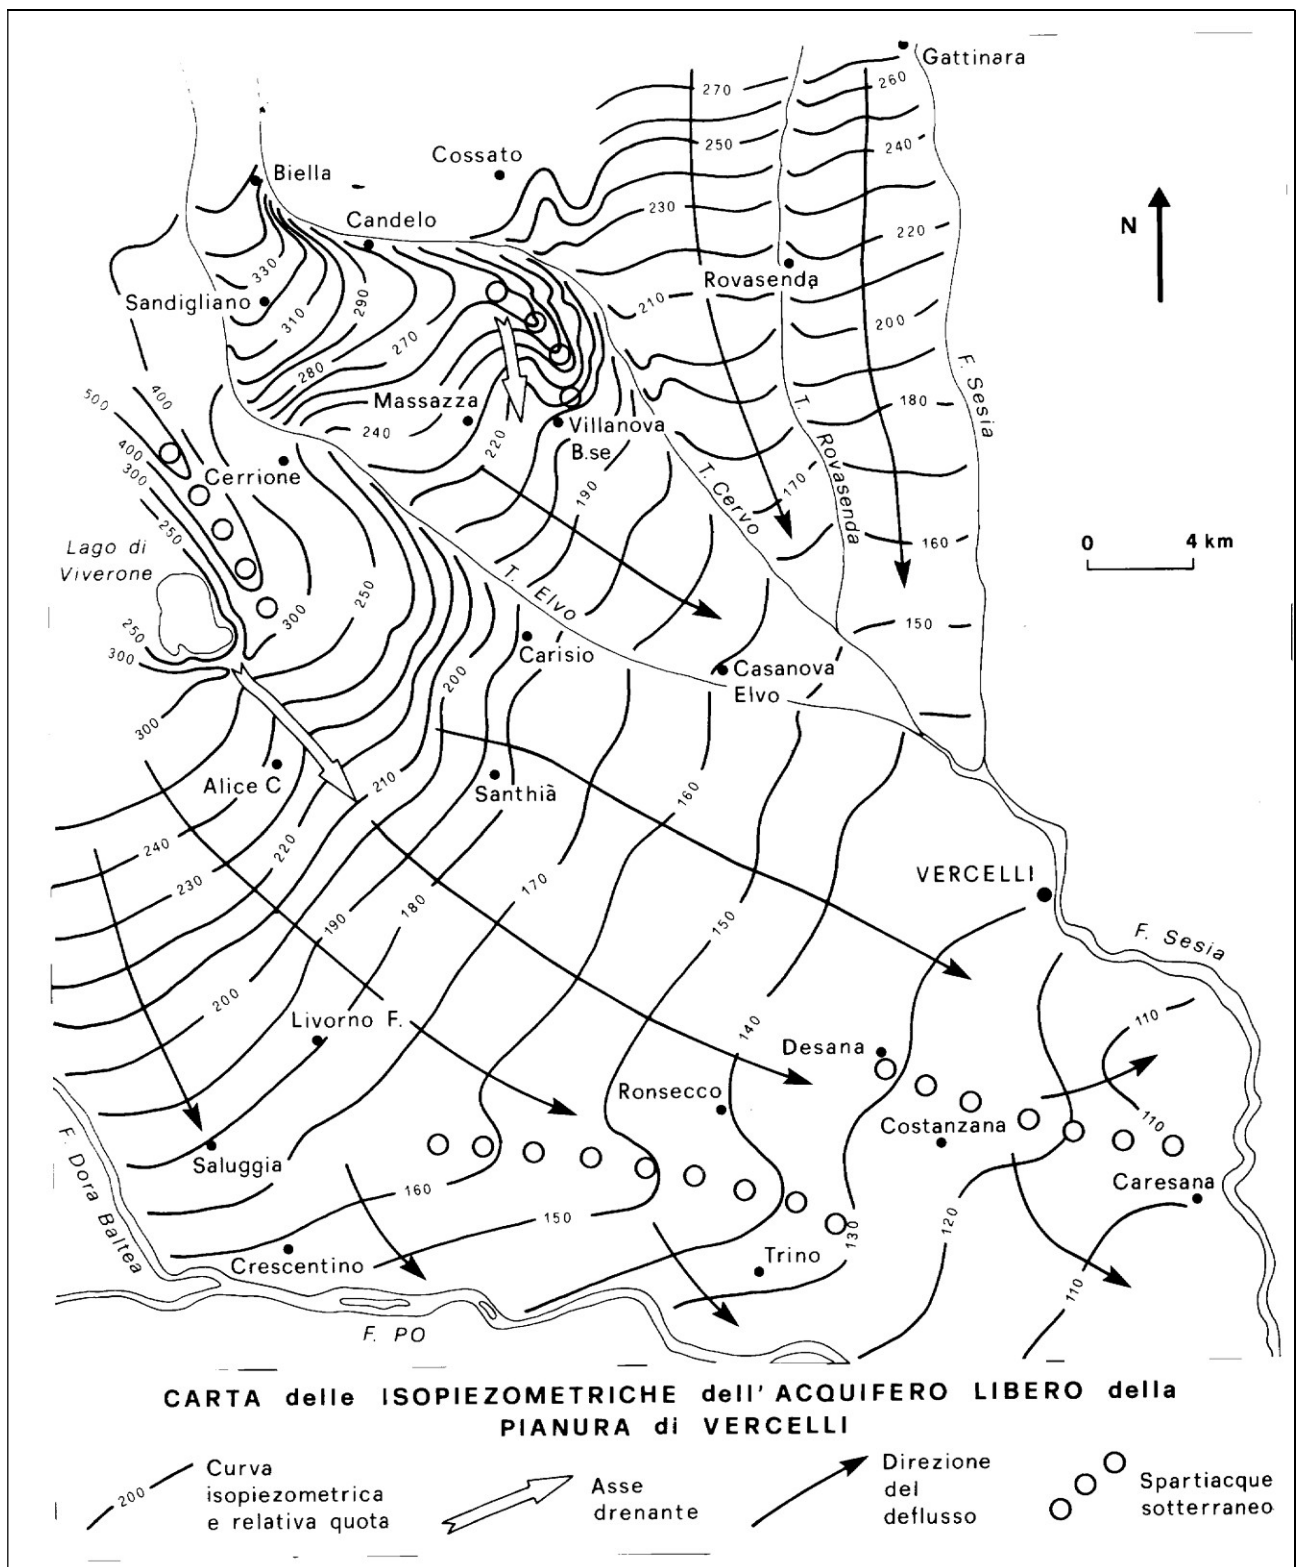 Gattinara
270
260
250
240
Cossato
Biella
230
Candelo
220
N
330
Rovasenda
Sandigliano
290
210
310
200
270
280
F. Sesia
400
500
Massazza
180
240
Villanova
B.se
T. Rovasenda
220
400
Cerrione
300
T. Cervo
170
190
250
160
0 4 km
Lago di
Viverone
T. Elvo
250
300
150
250
Carisio
300
200
Casanova
Elvo
300
Alice C
210
Santhià
160
240
220
VERCELLI
230
170
180
190
150
F. Sesia
200
110
Livorno F.
140
Desana
Ronsecco
Costanzana
110
Saluggia
Caresana
F. Dora Baltea
160
150
120
130
Crescentino
Trino
110
F. PO
CARTA delle ISOPIEZOMETRICHE dell' ACQUIFERO LIBERO della
PIANURA di VERCELLI
200
Curva
isopiezometrica
e relativa quota
Asse
drenante
Direzione
del
deflusso
Spartiacque
sotterraneo